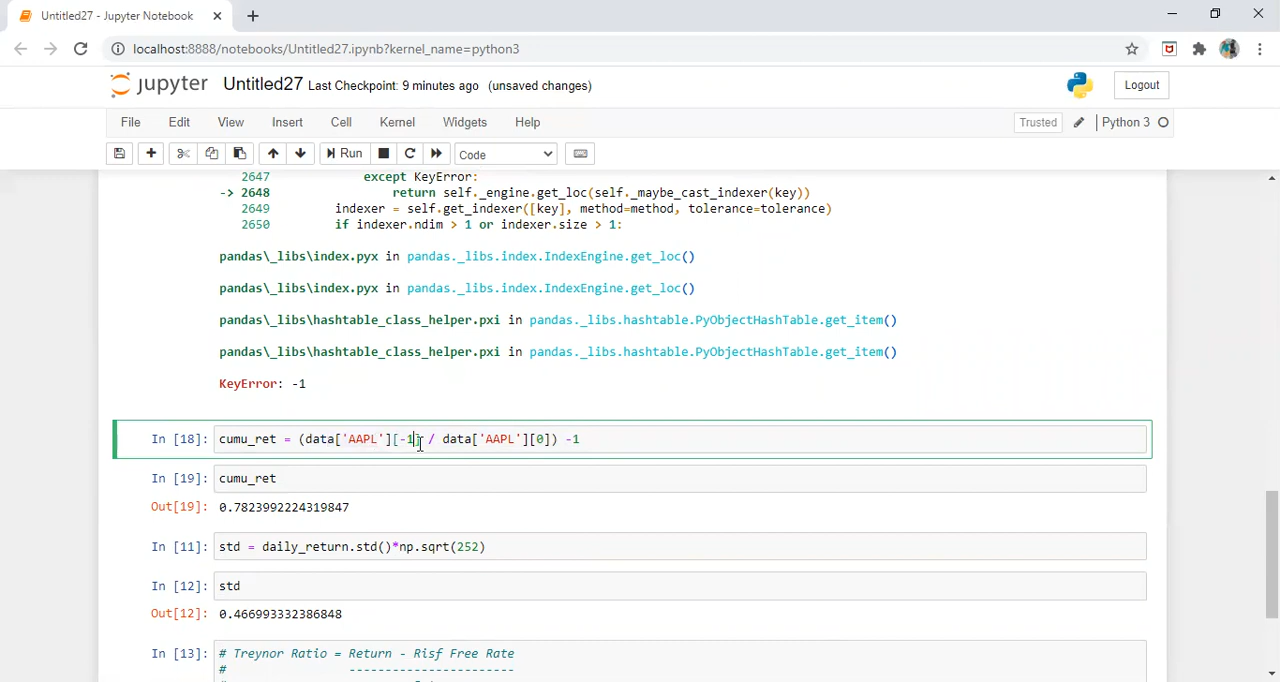 Untitled27 - Jupyter Notebook
localhost:8888/notebooks/Untitled27.ipynb?kernel_name=python3
jupyter Untitled27 Last Checkpoint: 9 minutes ago (unsaved changes) Logout
File Edit View Insert Cell Kernel Widgets Help Trusted Python 3
Run Code
2647 except KeyError:
-> 2648 return self._engine.get_loc(self._maybe_cast_indexer(key))
2649 indexer = self.get_indexer([key], method=method, tolerance=tolerance)
2650 if indexer.ndim > 1 or indexer.size > 1:
pandas\_libs\index.pyx in pandas._libs.index.IndexEngine.get_loc()
pandas\_libs\index.pyx in pandas._libs.index.IndexEngine.get_loc()
pandas\_libs\hashtable_class_helper.pxi in pandas._libs.hashtable.PyObjectHashTable.get_item()
pandas\_libs\hashtable_class_helper.pxi in pandas._libs.hashtable.PyObjectHashTable.get_item()
KeyError: -1
In [18]: cumu_ret = (data['AAPL'][-1] / data['AAPL'][0]) -1
In [19]: cumu_ret
Out[19]: 0.7823992224319847
In [11]: std = daily_return.std()*np.sqrt(252)
In [12]: std
Out[12]: 0.466993332386848
In [13]: # Treynor Ratio = Return - Risf Free Rate
# -----------------------